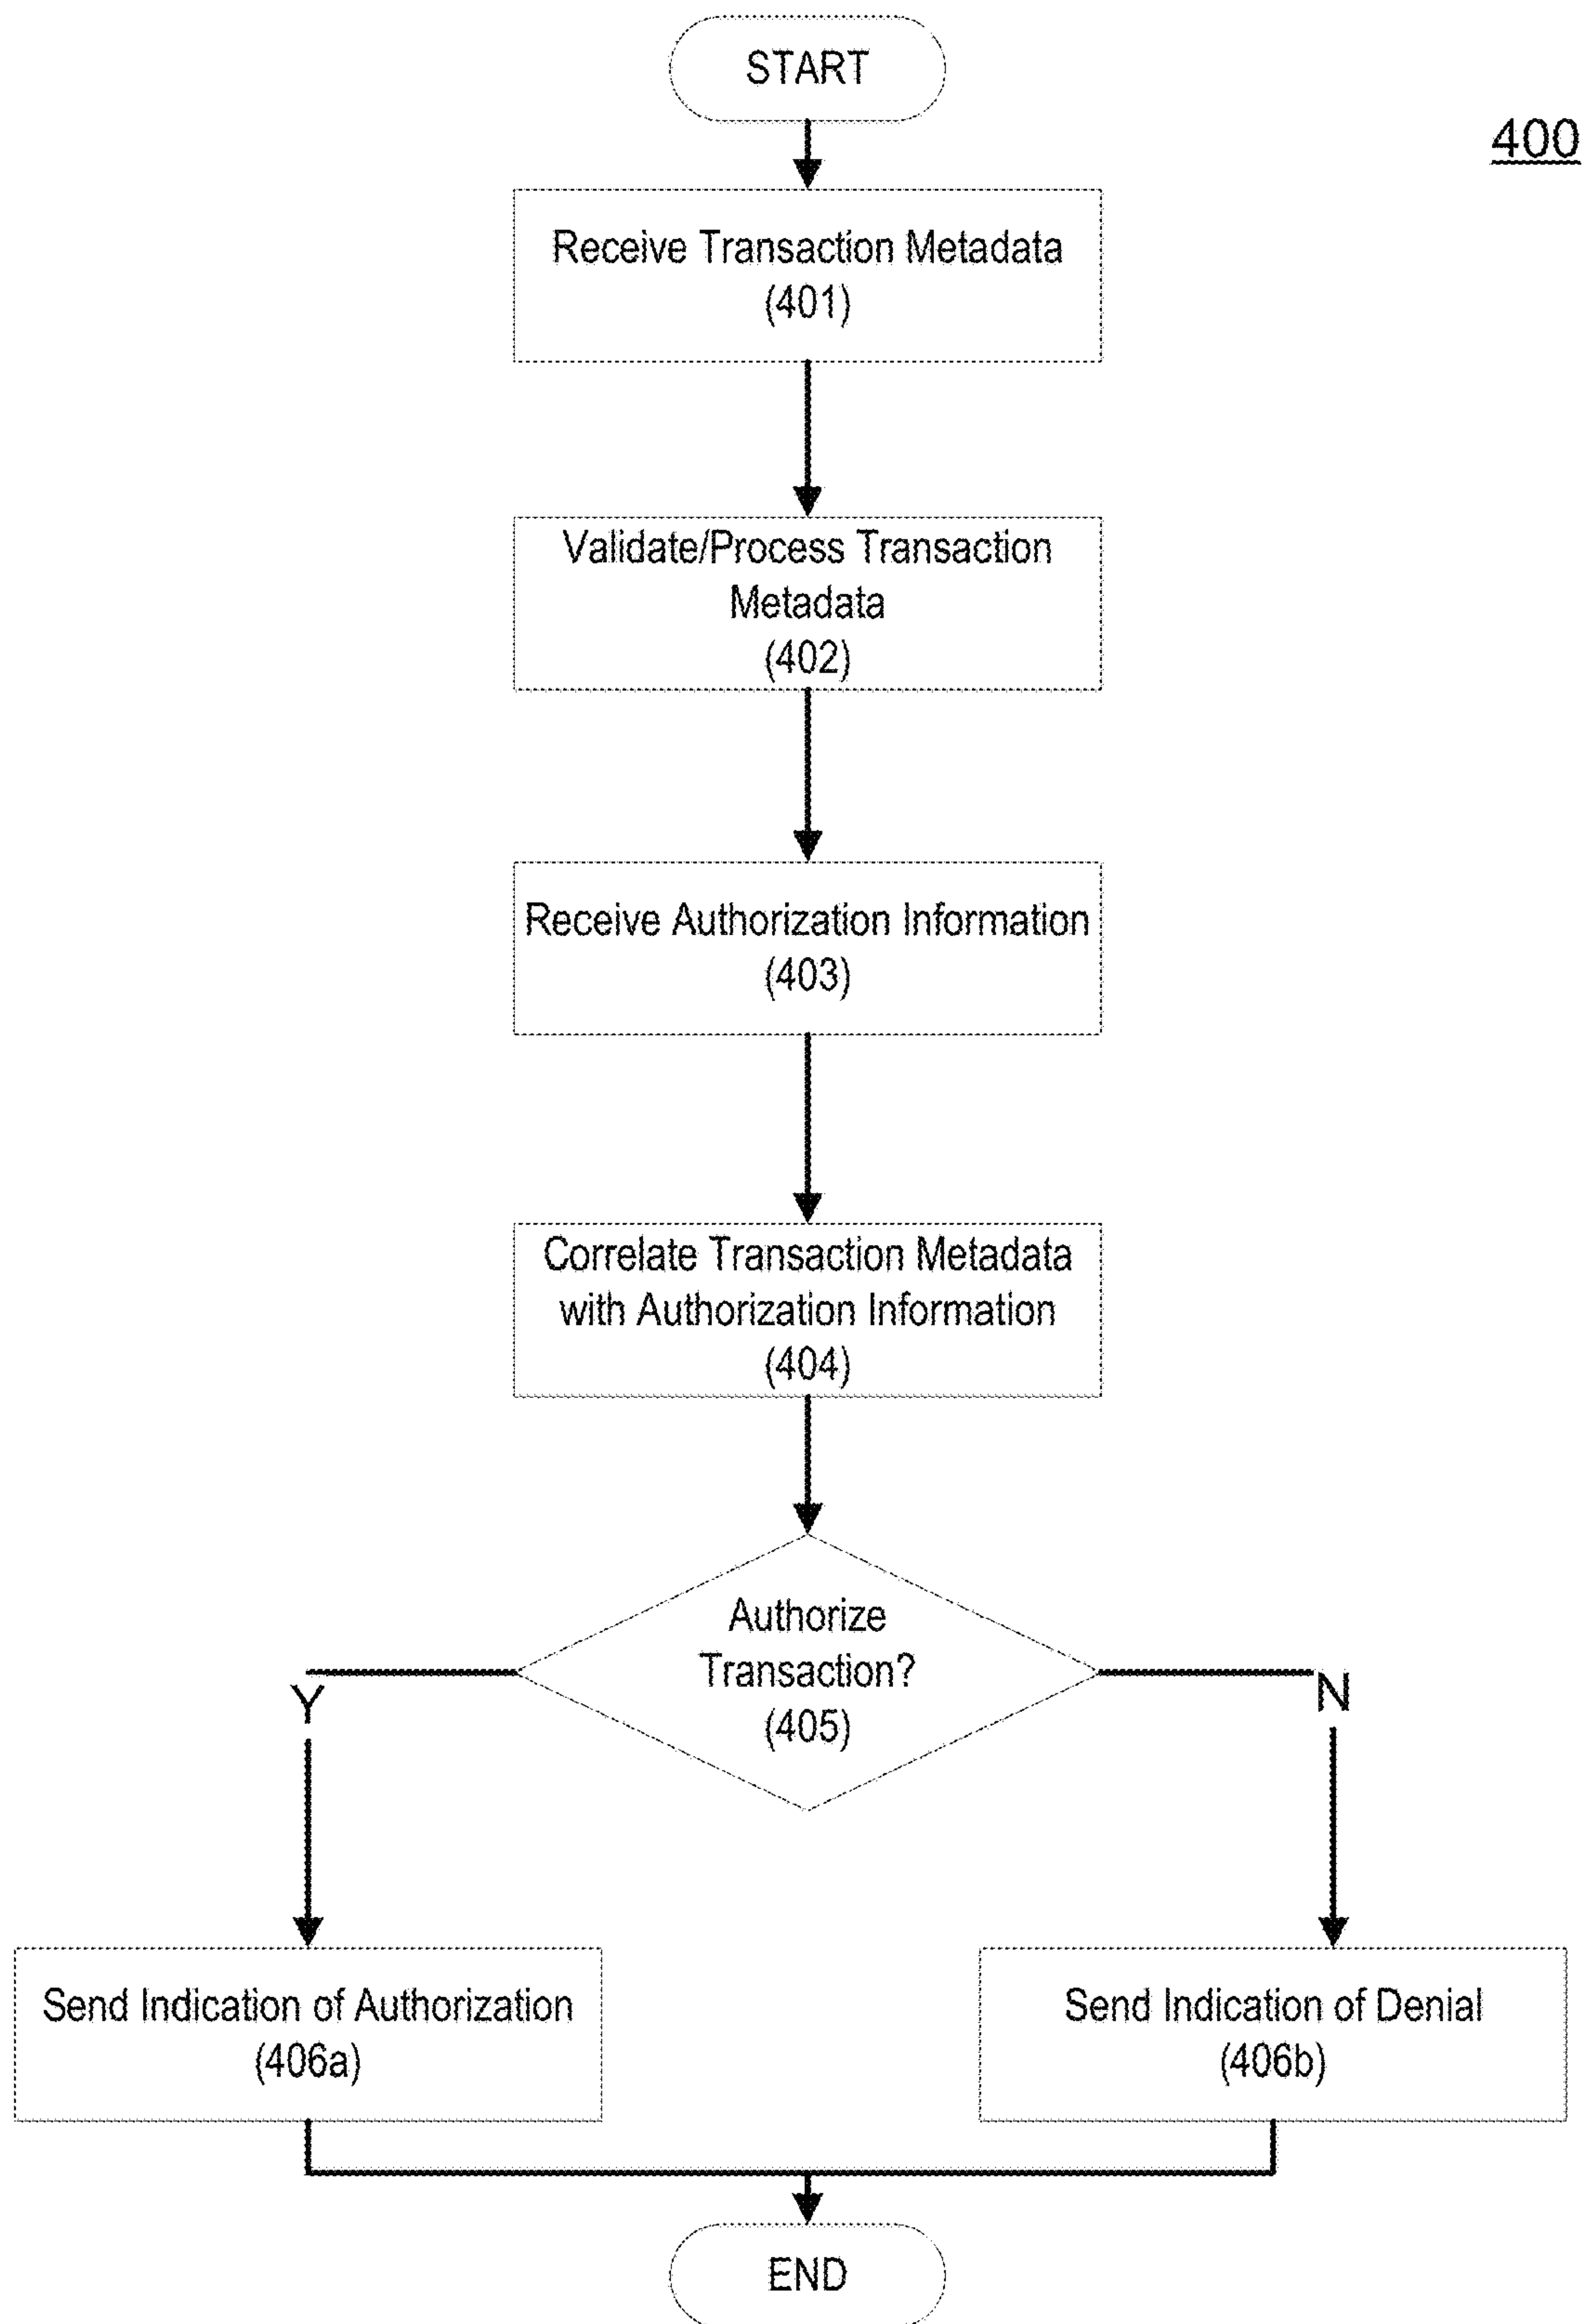 START
400
Receive Transaction Metadata
(401)
Validate/Process Transaction
Metadata
(402)
Receive Authorization Information
(403)
Correlate Transaction Metadata
with Authorization Information
(404)
Authorize
Transaction?
(405)
Y
N
Send Indication of Authorization
(406a)
Send Indication of Denial
(406b)
END